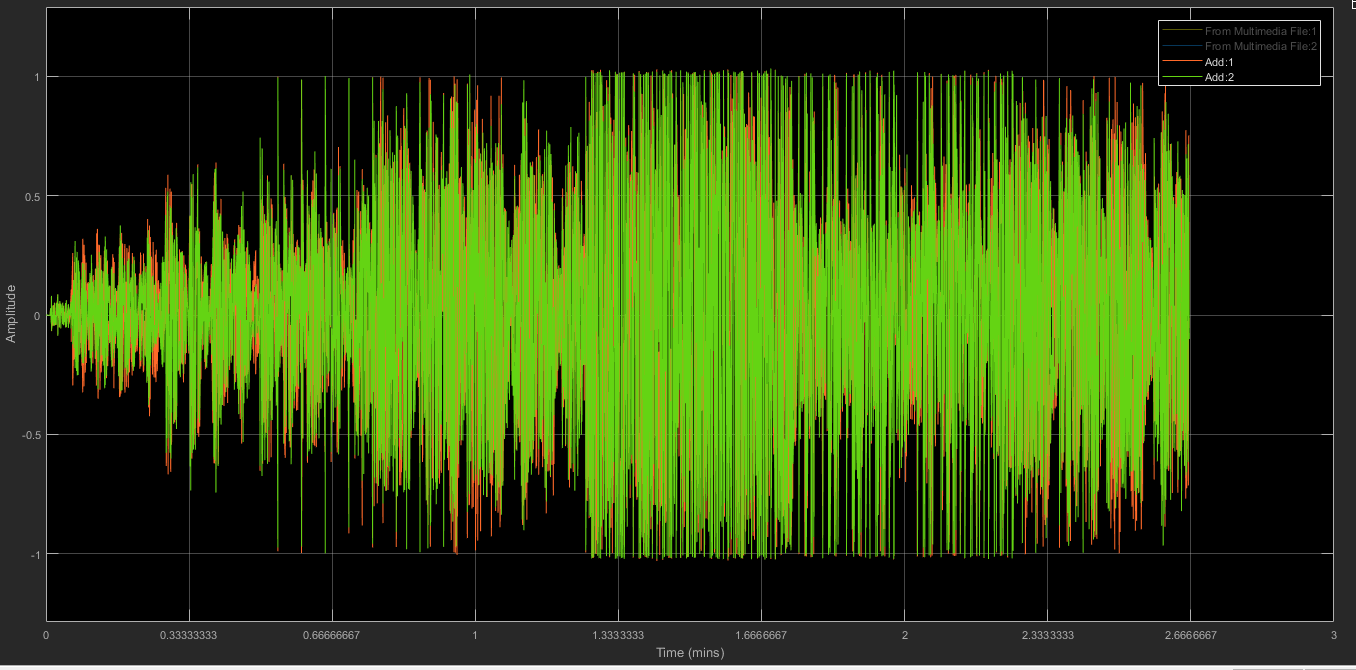 From Multimedia File:1
From Multimedia File:2
Add:1
Add:2
1
0.5
0
-0.5
-1
Amplitude
0 0.33333333 0.66666667 1 1.3333333 1.6666667 2 2.3333333 2.6666667 3
Time (mins)